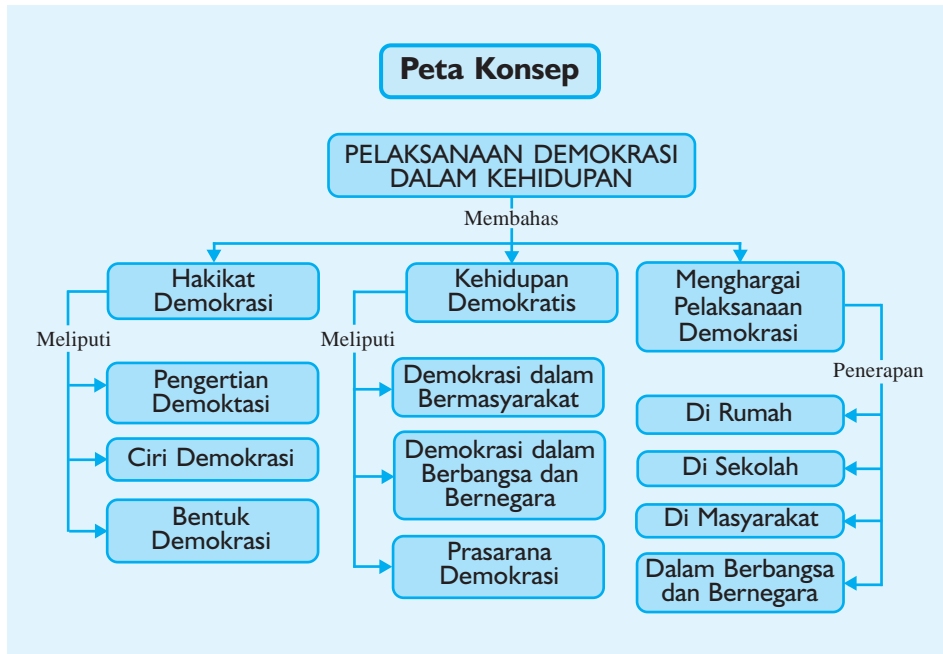 Peta Konsep
PELAKSANAAN DEMOKRASI
DALAM KEHIDUPAN
Membahas
Hakikat
Demokrasi
Meliputi
Pengertian
Demoktasi
Ciri Demokrasi
Bentuk
Demokrasi
Kehidupan
Demokratis
Meliputi
Demokrasi dalam
Bermasyarakat
Demokrasi dalam
Berbangsa dan
Bernegara
Prasarana
Demokrasi
Menghargai
Pelaksanaan
Demokrasi
Penerapan
Di Rumah
Di Sekolah
Di Masyarakat
Dalam Berbangsa
dan Bernegara